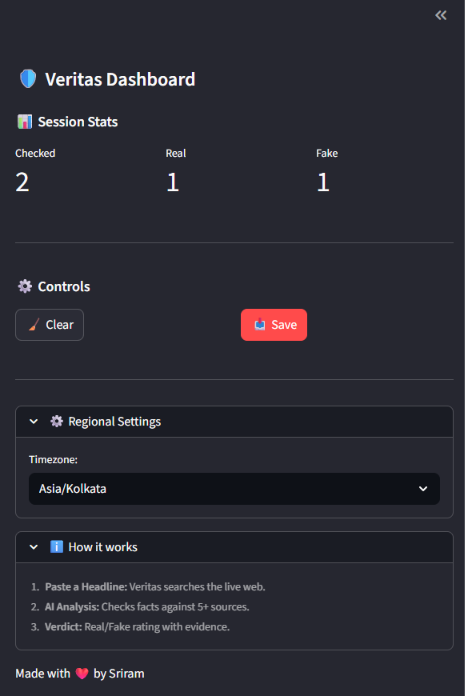 Veritas Dashboard
Session Stats
Checked Real Fake
2 1 1
Controls
Clear Save
Regional Settings
Timezone:
Asia/Kolkata
How it works
1. Paste a Headline: Veritas searches the live web.
2. AI Analysis: Checks facts against 5+ sources.
3. Verdict: Real/Fake rating with evidence.
Made with ❤️ by Sriram